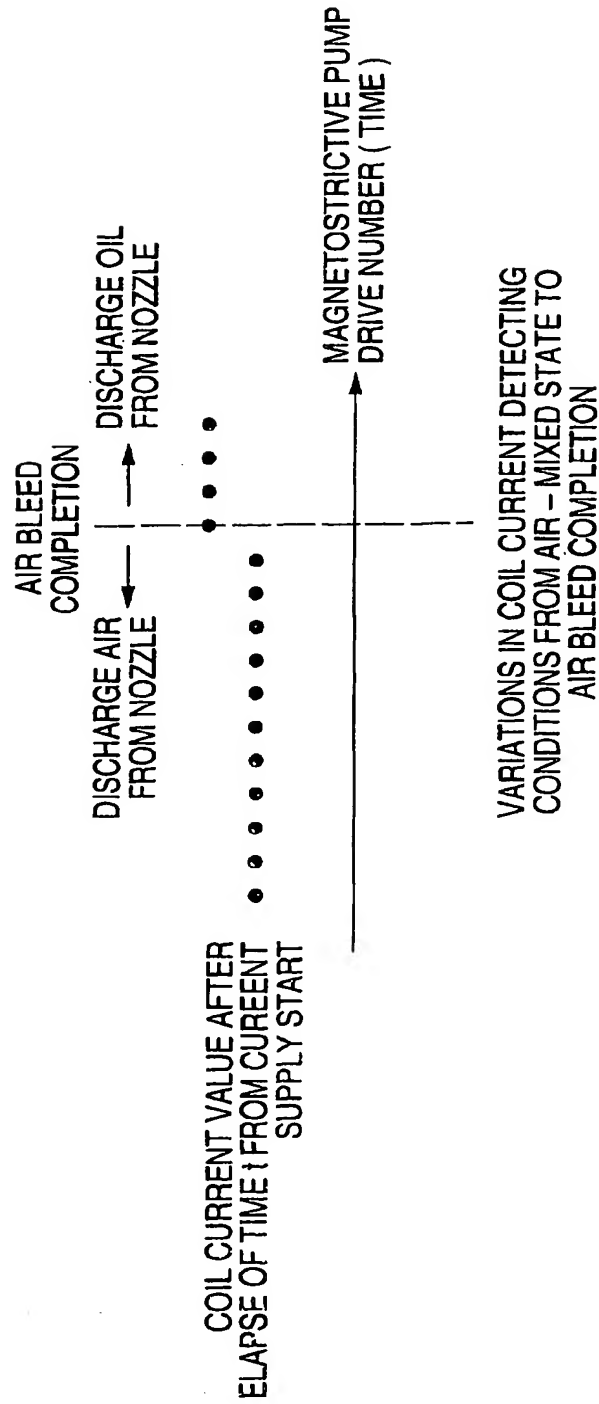 AIR BLEED
COMPLETION
DISCHARGE AIR
FROM NOZZLE
DISCHARGE OIL
FROM NOZZLE
COIL CURRENT VALUE AFTER
ELAPSE OF TIME t FROM CUREENT
SUPPLY START
MAGNETOSTRICTIVE PUMP
DRIVE NUMBER ( TIME )
VARIATIONS IN COIL CURRENT DETECTING
CONDITIONS FROM AIR – MIXED STATE TO
AIR BLEED COMPLETION